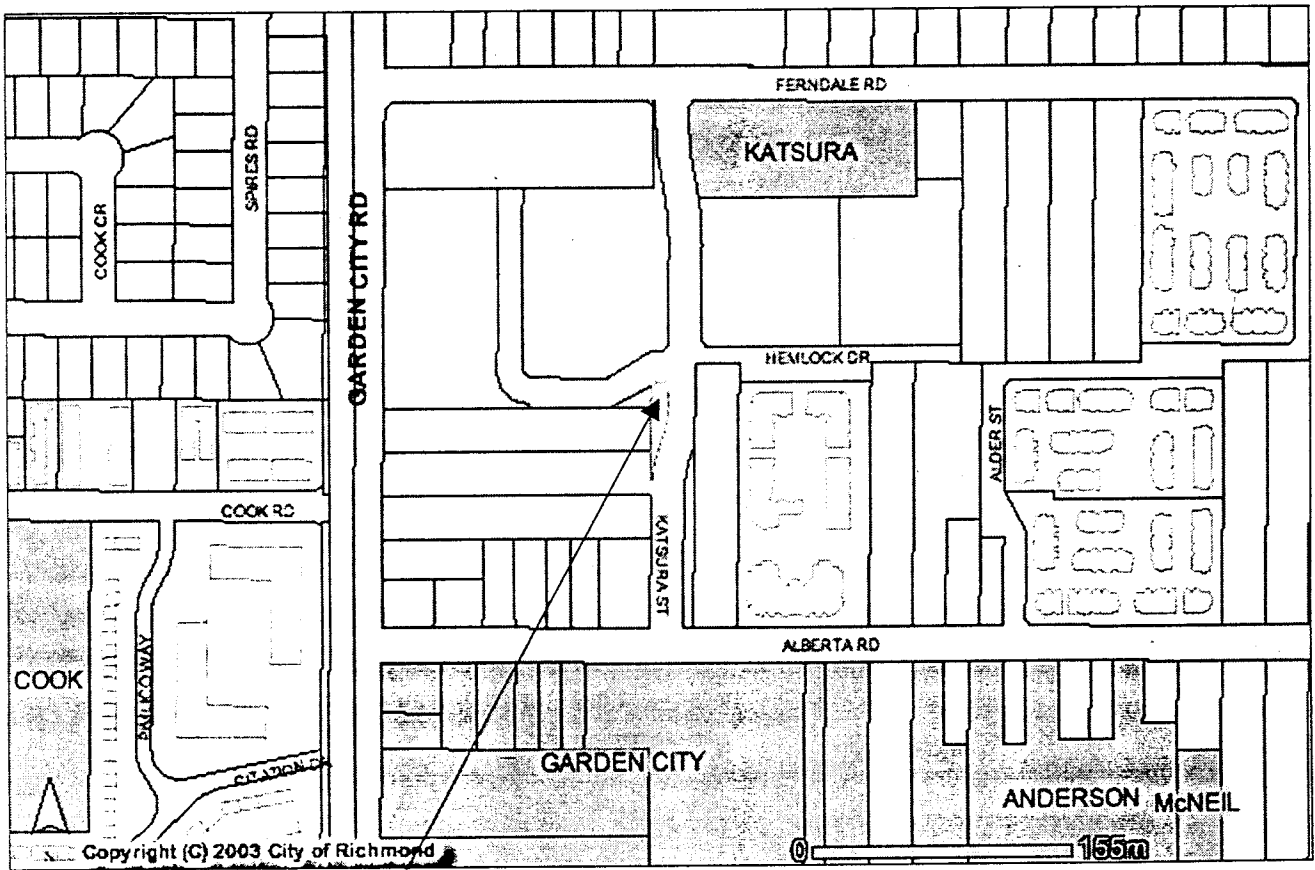 FERNDALE RD
KATSURA
SPIRES RD
COOK CR
GARDEN CITY RD
HEMLOCK DR
ALDER ST
COOK RD
KATSURA ST
ALBERTA RD
COOK
GARDEN CITY
ANDERSON
McNEIL
Copyright (C) 2003 City of Richmond
0
155m